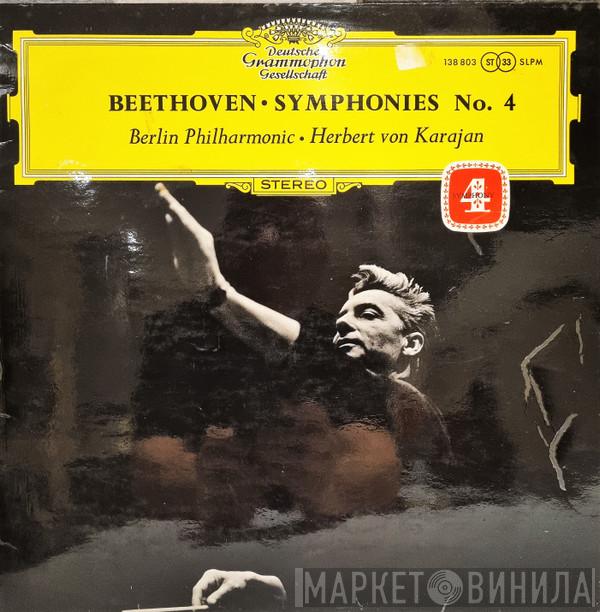 Deutsche
Grammophon
Gesellschaft
138 803 ST 33 SLPM
BEETHOVEN • SYMPHONIES No. 4
Berlin Philharmonic • Herbert von Karajan
STEREO
4
SYMPHONY
МАРКЕТ ВИНИЛА